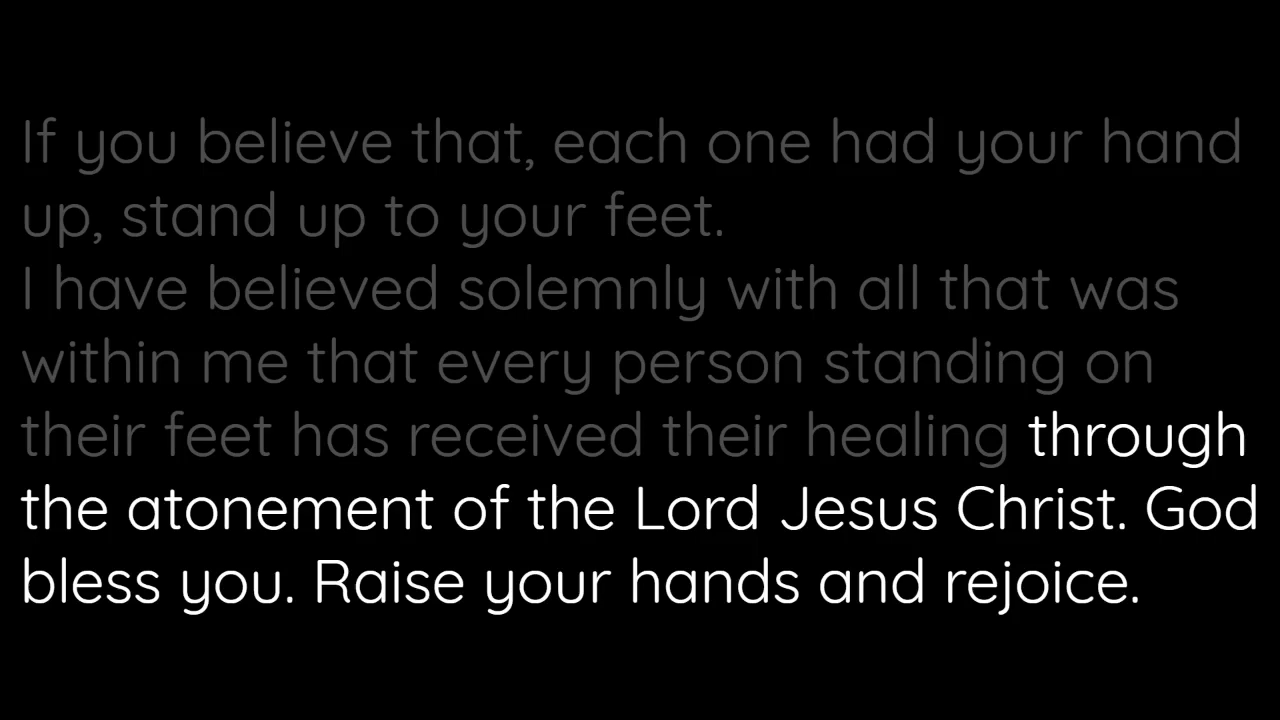 If you believe that, each one had your hand
up, stand up to your feet.
I have believed solemnly with all that was
within me that every person standing on
their feet has received their healing through
the atonement of the Lord Jesus Christ. God
bless you. Raise your hands and rejoice.